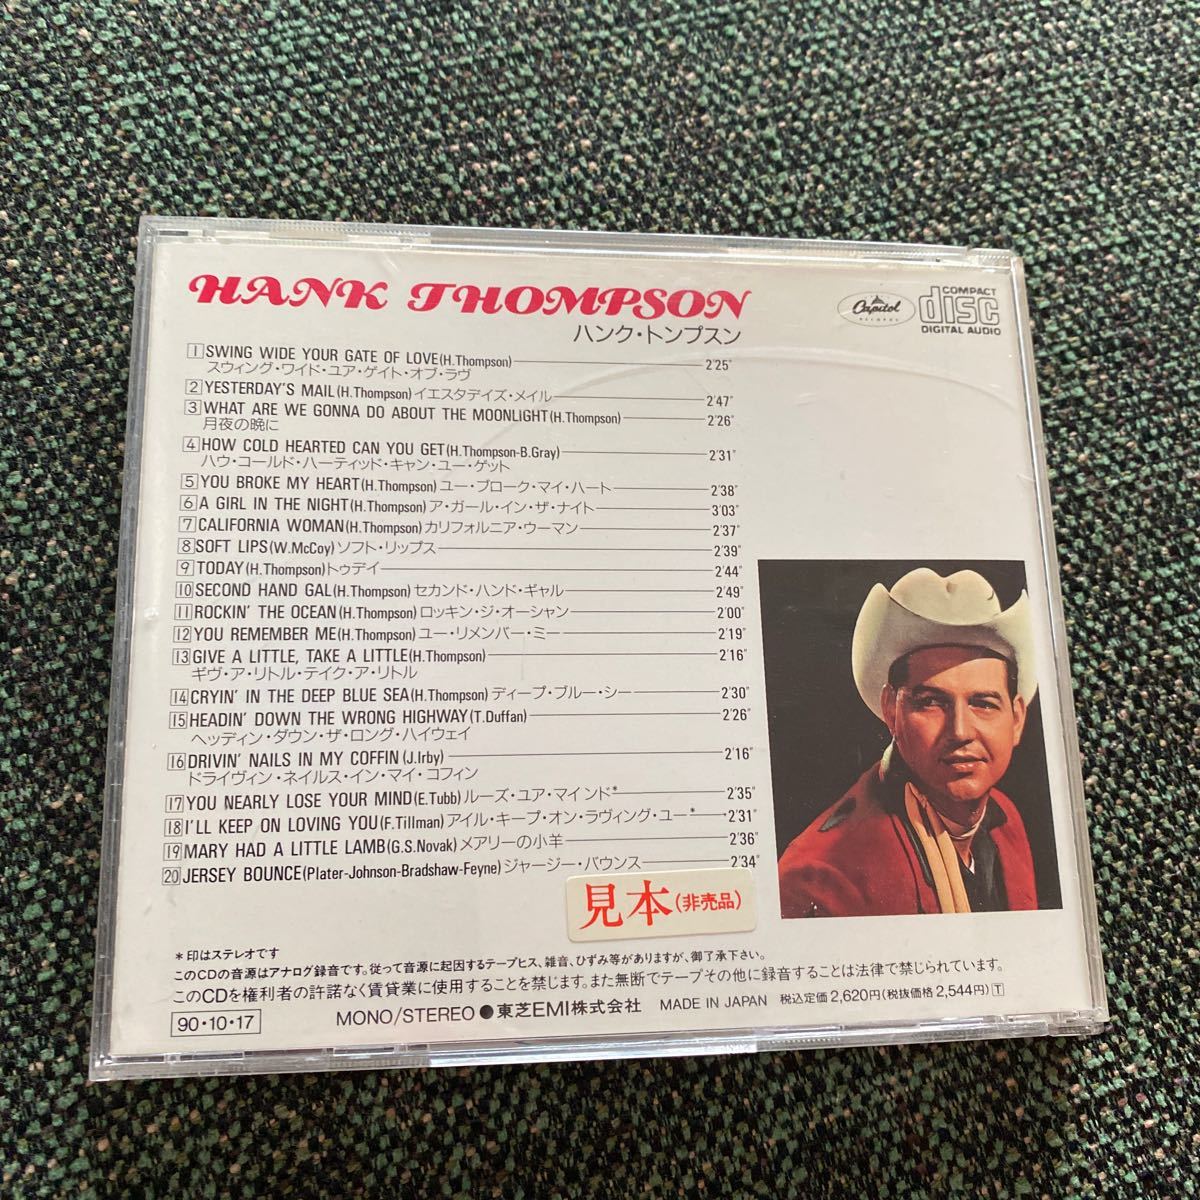 HANK THOMPSON
ハンク・トンプスン
Capitol
RECORDS
COMPACT
disc
DIGITAL AUDIO
1 SWING WIDE YOUR GATE OF LOVE(H.Thompson) 2'25"
スウィング・ワイド・ユア・ゲイト・オブ・ラヴ
2 YESTERDAY'S MAIL(H.Thompson)イエスタデイズ・メイル 2'47"
3 WHAT ARE WE GONNA DO ABOUT THE MOONLIGHT(H.Thompson) 2'26"
月夜の晩に
4 HOW COLD HEARTED CAN YOU GET(H.Thompson-B.Gray) 2'31"
ハウ・コールド・ハーティッド・キャン・ユー・ゲット
5 YOU BROKE MY HEART(H.Thompson)ユー・ブローク・マイ・ハート 2'38"
6 A GIRL IN THE NIGHT(H.Thompson)ア・ガール・イン・ザ・ナイト 3'03"
7 CALIFORNIA WOMAN(H.Thompson)カリフォルニア・ウーマン 2'37"
8 SOFT LIPS(W.McCoy)ソフト・リップス 2'39"
9 TODAY(H.Thompson)トゥデイ 2'44"
10 SECOND HAND GAL(H.Thompson)セカンド・ハンド・ギャル 2'49"
11 ROCKIN' THE OCEAN(H.Thompson)ロッキン・ジ・オーシャン 2'00"
12 YOU REMEMBER ME(H.Thompson)ユー・リメンバー・ミー 2'19"
13 GIVE A LITTLE, TAKE A LITTLE(H.Thompson) 2'16"
ギヴ・ア・リトル・テイク・ア・リトル
14 CRYIN' IN THE DEEP BLUE SEA(H.Thompson)ディープ・ブルー・シー 2'30"
15 HEADIN' DOWN THE WRONG HIGHWAY(T.Duffan) 2'26"
ヘッディン・ダウン・ザ・ロング・ハイウェイ
16 DRIVIN' NAILS IN MY COFFIN(J.Irby) 2'16"
ドライヴィン・ネイルス・イン・マイ・コフィン
17 YOU NEARLY LOSE YOUR MIND(E.Tubb)ルーズ・ユア・マインド* 2'35"
18 I'LL KEEP ON LOVING YOU(F.Tillman)アイル・キープ・オン・ラヴィング・ユー* 2'31"
19 MARY HAD A LITTLE LAMB(G.S.Novak)メアリーの小羊 2'36"
20 JERSEY BOUNCE(Plater-Johnson-Bradshaw-Feyne)ジャージー・バウンス 2'34"
見本(非売品)
*印はステレオです
このCDの音源はアナログ録音です。従って音源に起因するテープヒス、雑音、ひずみ等がありますが、御了承下さい。
このCDを権利者の許諾なく賃貸業に使用することを禁じます。また無断でテープその他に録音することは法律で禁じられています。
90・10・17 MONO/STEREO ●東芝EMI株式会社 MADE IN JAPAN 税込定価2,620円(税抜価格2,544円) T